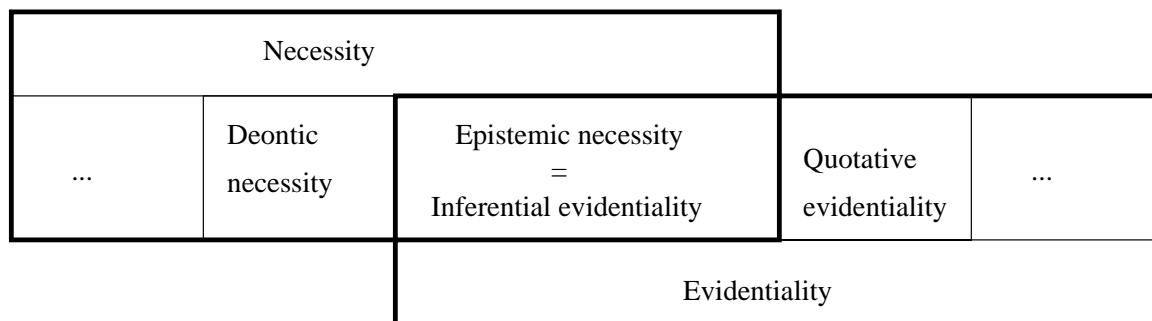 Necessity
...
Deontic
necessity
Epistemic necessity
=
Inferential evidentiality
Quotative
evidentiality
...
Evidentiality